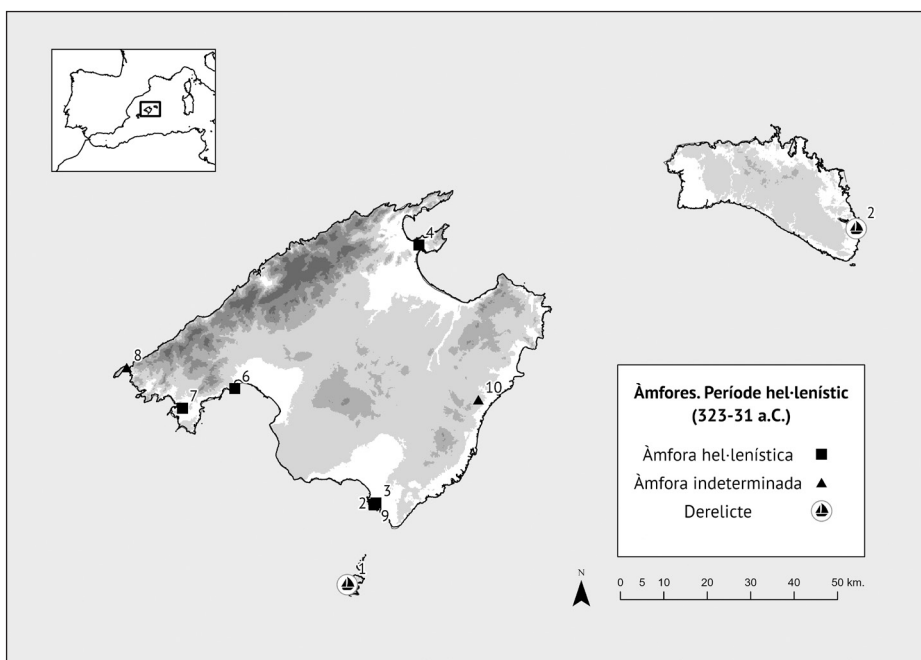 2
4
8
6
7
10
3
2
9
1
Àmfores. Període hel·lenístic
(323-31 a.C.)
Àmfora hel·lenística
Àmfora indeterminada
Derelicte
N
0 5 10 20 30 40 50 km.